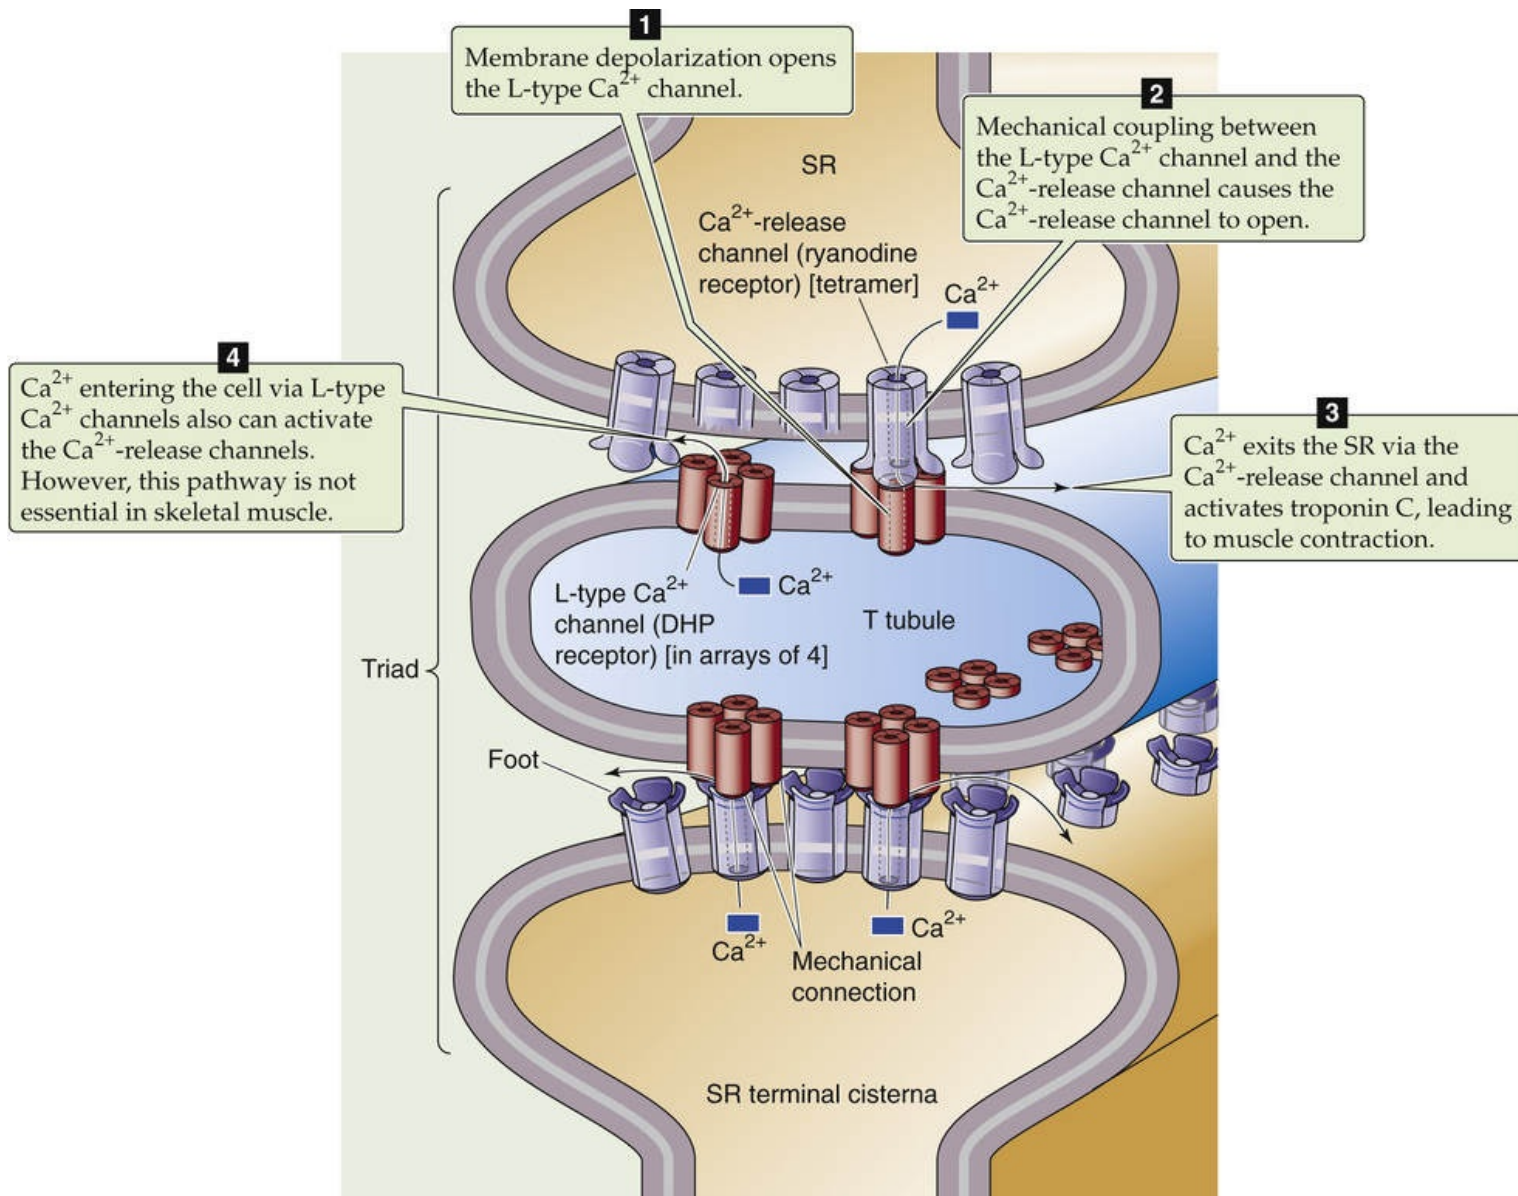 1
Membrane depolarization opens
the L-type Ca²⁺ channel.
2
Mechanical coupling between
the L-type Ca²⁺ channel and the
Ca²⁺-release channel causes the
Ca²⁺-release channel to open.
SR
Ca²⁺-release
channel (ryanodine
receptor) [tetramer]
Ca²⁺
4
Ca²⁺ entering the cell via L-type
Ca²⁺ channels also can activate
the Ca²⁺-release channels.
However, this pathway is not
essential in skeletal muscle.
3
Ca²⁺ exits the SR via the
Ca²⁺-release channel and
activates troponin C, leading
to muscle contraction.
L-type Ca²⁺
channel (DHP
receptor) [in arrays of 4]
Ca²⁺
T tubule
Triad
Foot
Ca²⁺
Ca²⁺
Mechanical
connection
SR terminal cisterna